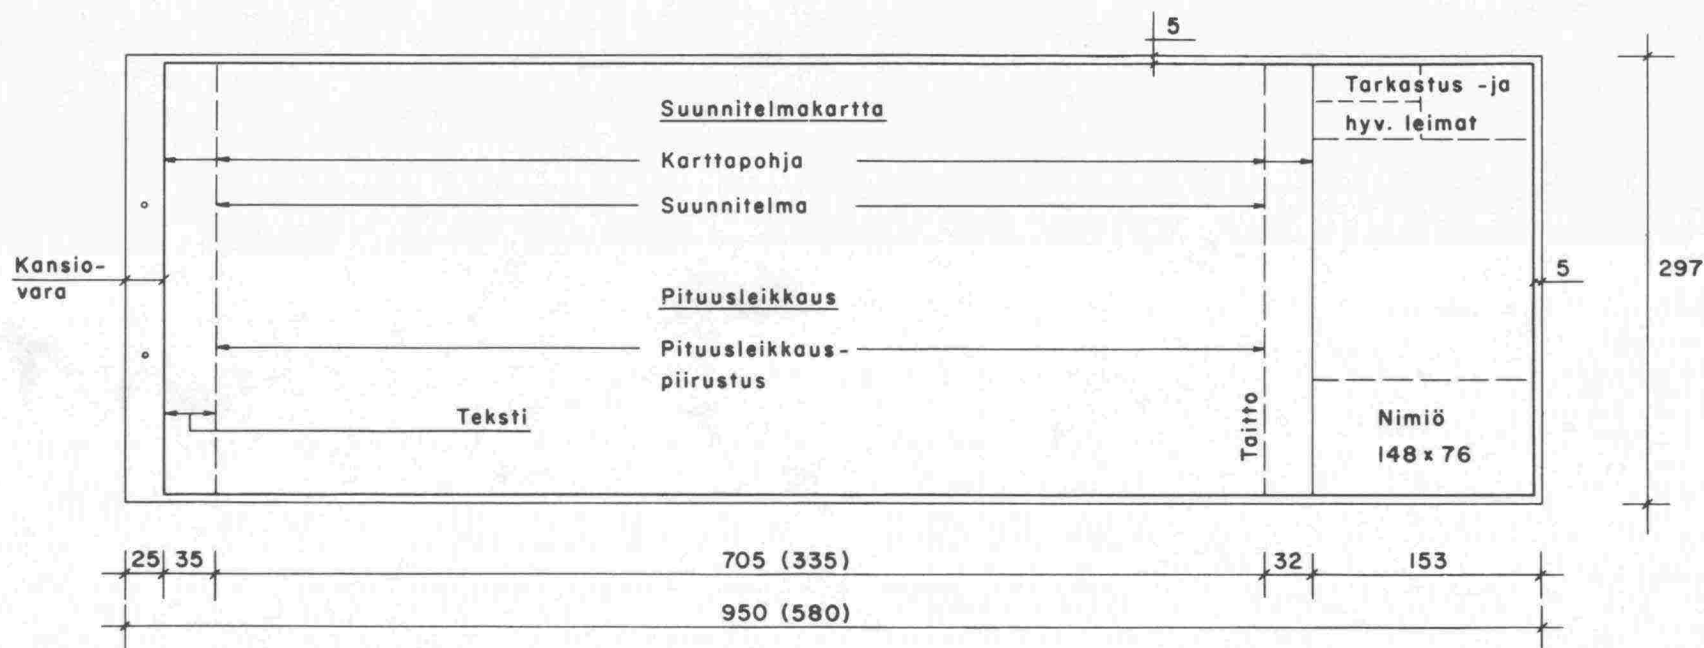 5
Tarkastus -ja
hyv. leimat
Suunnitelmakartta
Karttapohja
Suunnitelma
Kansio-
vara
5
297
Pituusleikkaus
Pituusleikkaus-
piirustus
Teksti
Taitto
Nimiö
148 x 76
25 35 705 (335) 32 153
950 (580)